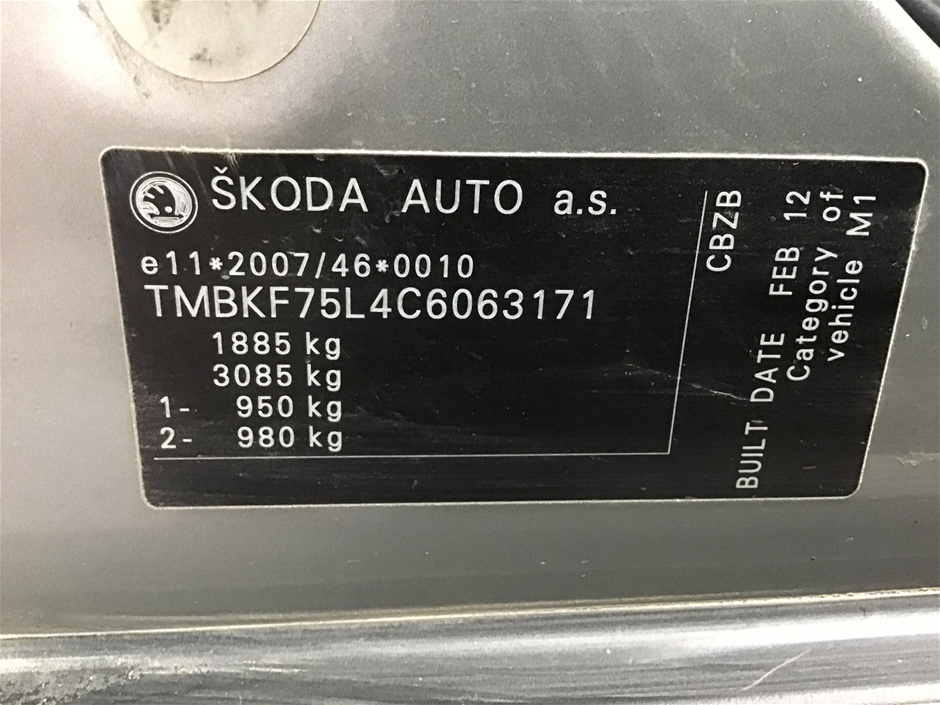 ŠKODA AUTO a.s.
e11*2007/46*0010
TMBKF75L4C6063171
1885 kg
3085 kg
1- 950 kg
2- 980 kg
CBZB
BUILT DATE FEB 12
Category of
vehicle M1